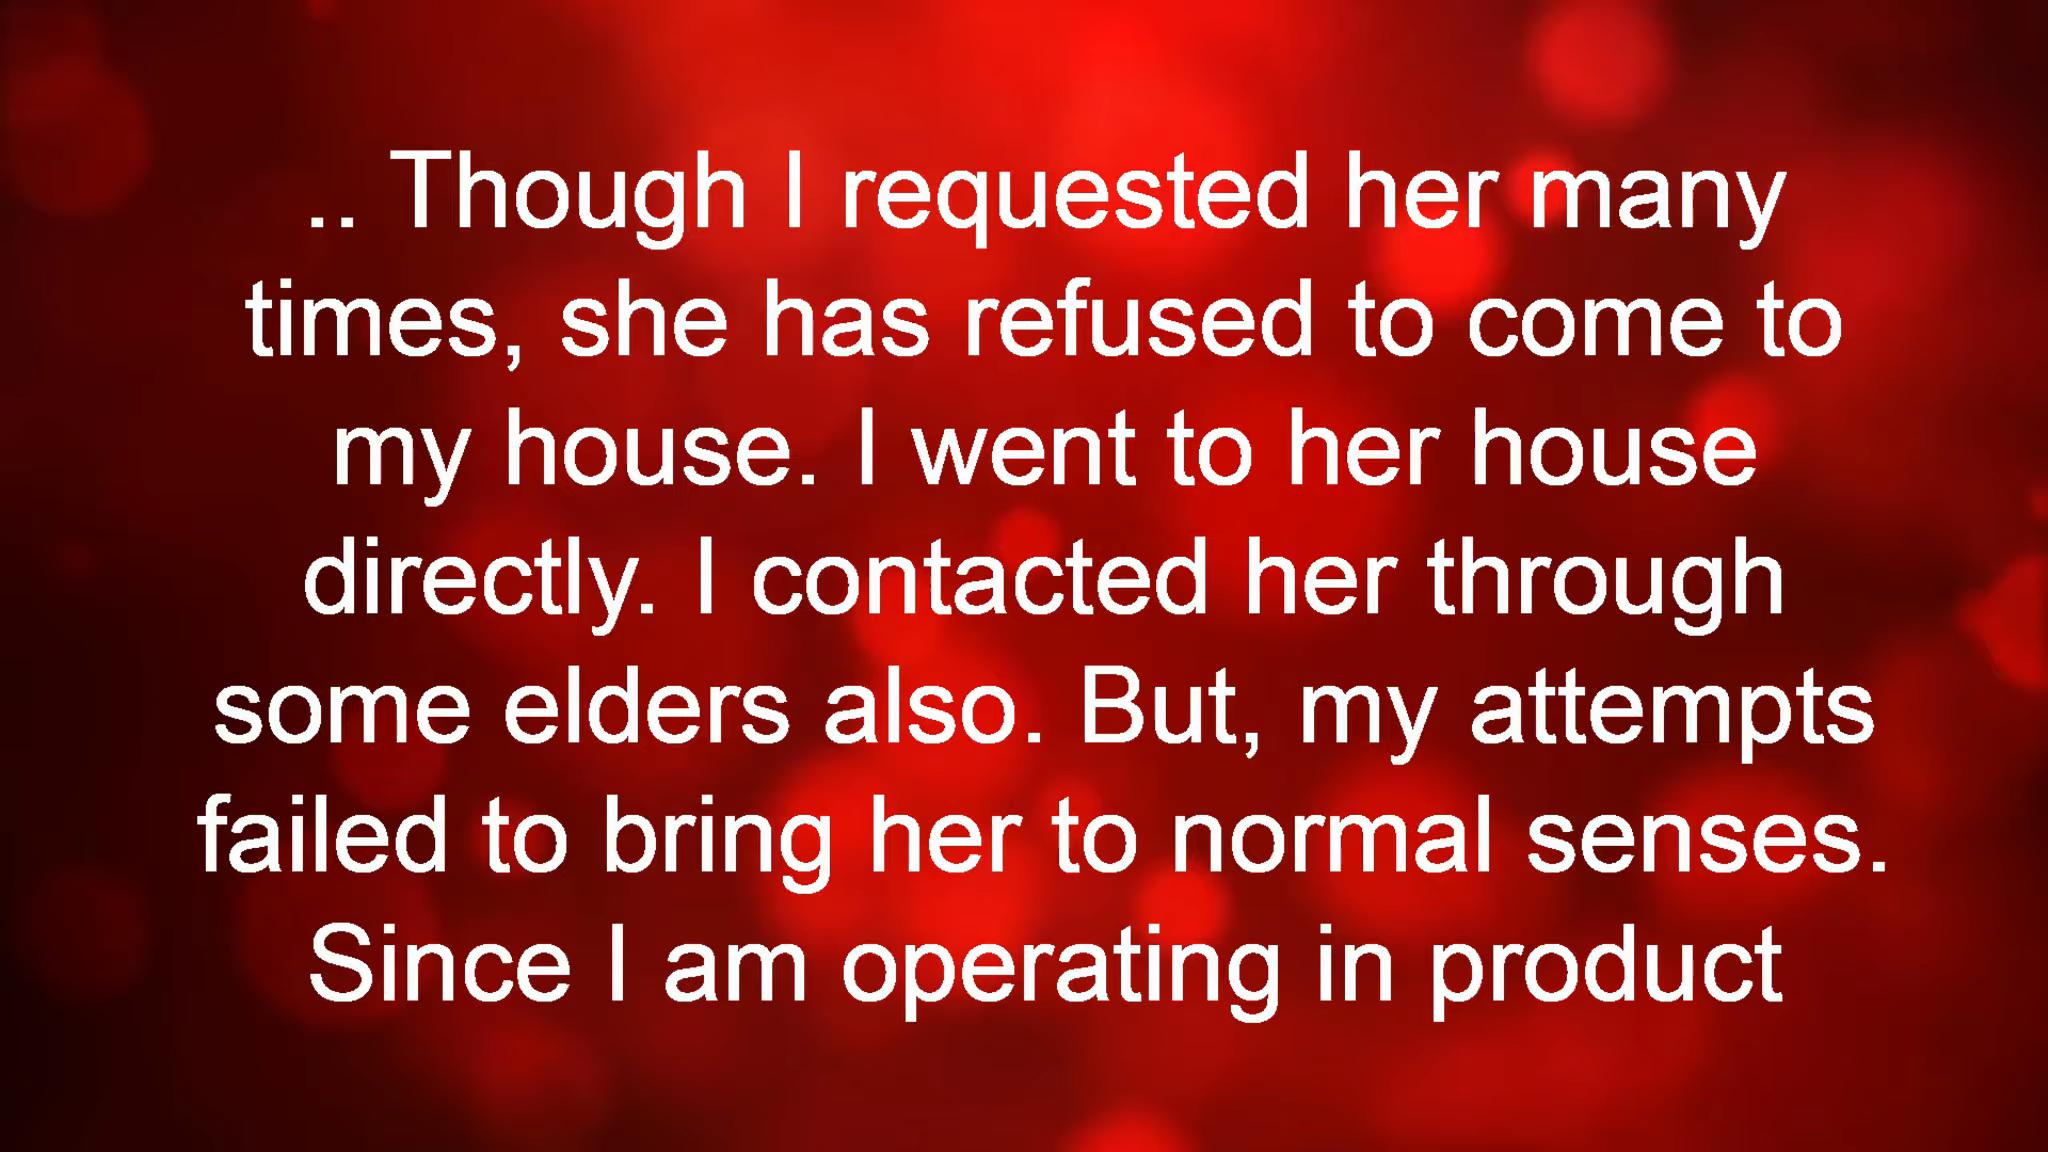 .. Though I requested her many
times, she has refused to come to
my house. I went to her house
directly. I contacted her through
some elders also. But, my attempts
failed to bring her to normal senses.
Since I am operating in product